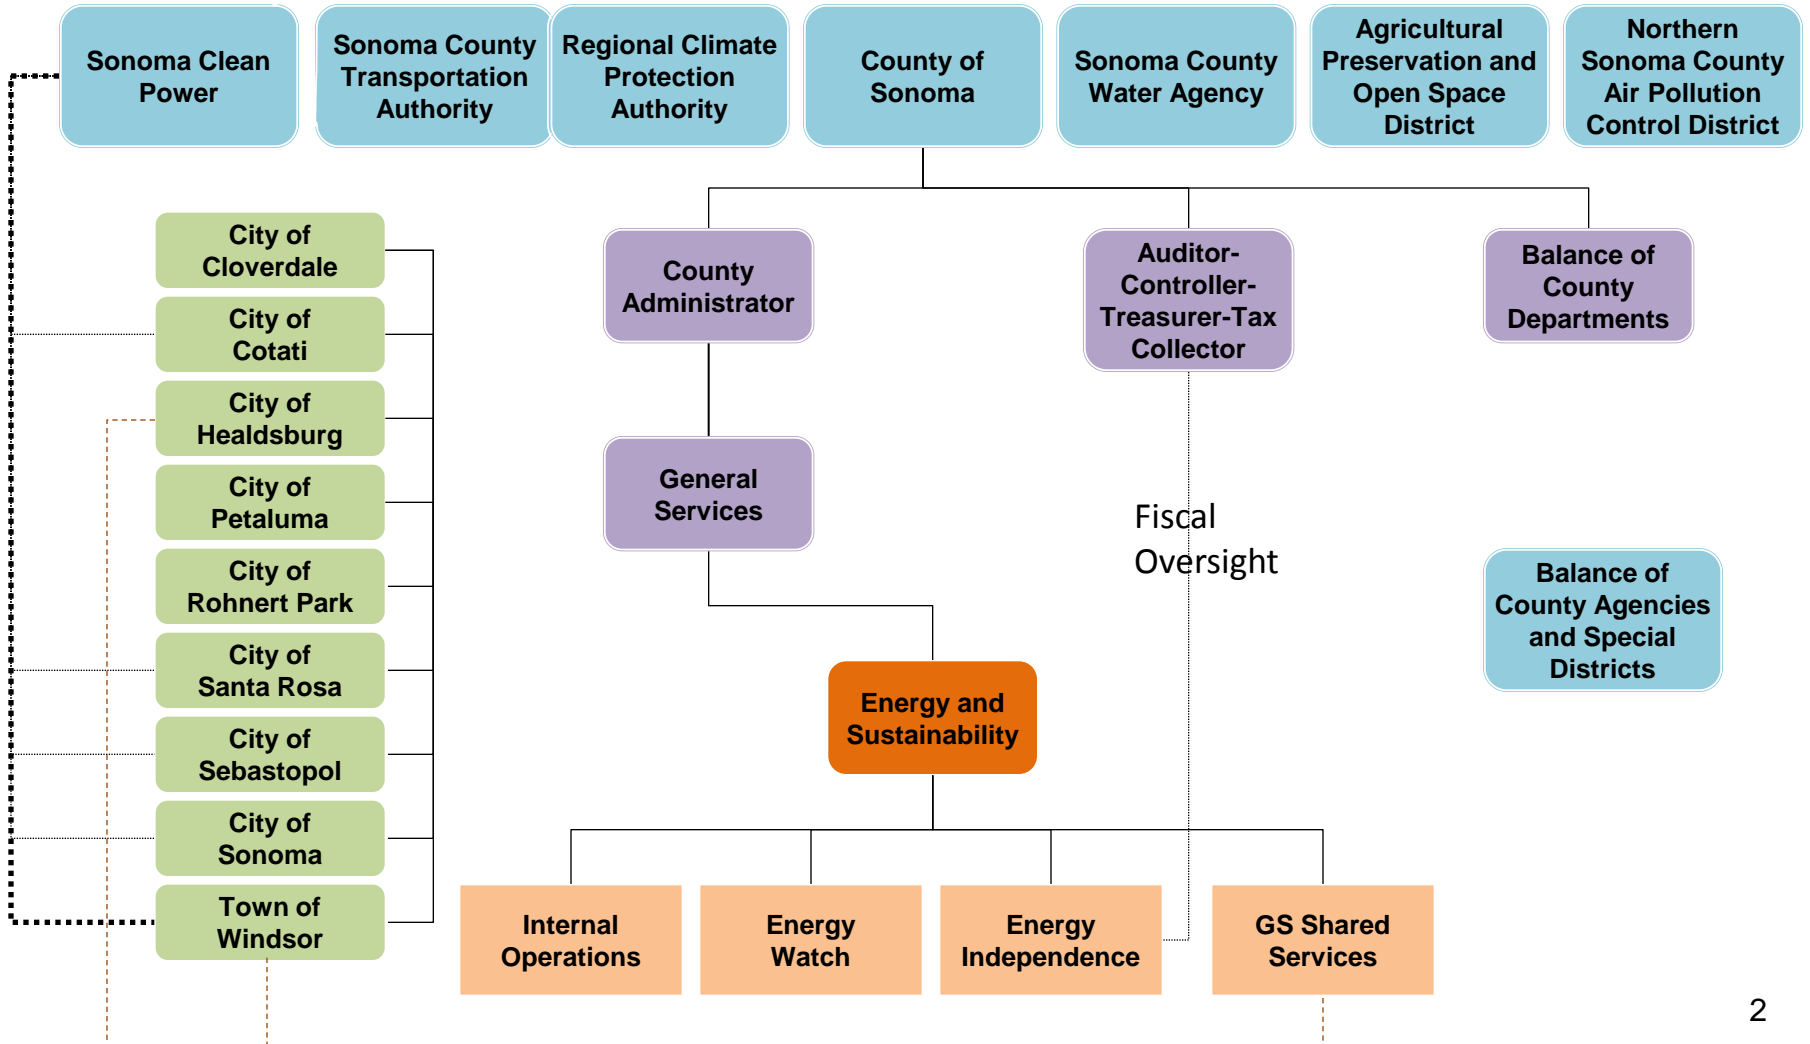 Sonoma Clean
Power
Sonoma County
Transportation
Authority
Regional Climate
Protection
Authority
County of
Sonoma
Sonoma County
Water Agency
Agricultural
Preservation and
Open Space
District
Northern
Sonoma County
Air Pollution
Control District
City of
Cloverdale
City of
Cotati
City of
Healdsburg
City of
Petaluma
City of
Rohnert Park
City of
Santa Rosa
City of
Sebastopol
City of
Sonoma
Town of
Windsor
County
Administrator
Auditor-
Controller-
Treasurer-Tax
Collector
Balance of
County
Departments
General
Services
Fiscal
Oversight
Balance of
County Agencies
and Special
Districts
Energy and
Sustainability
Internal
Operations
Energy
Watch
Energy
Independence
GS Shared
Services
2